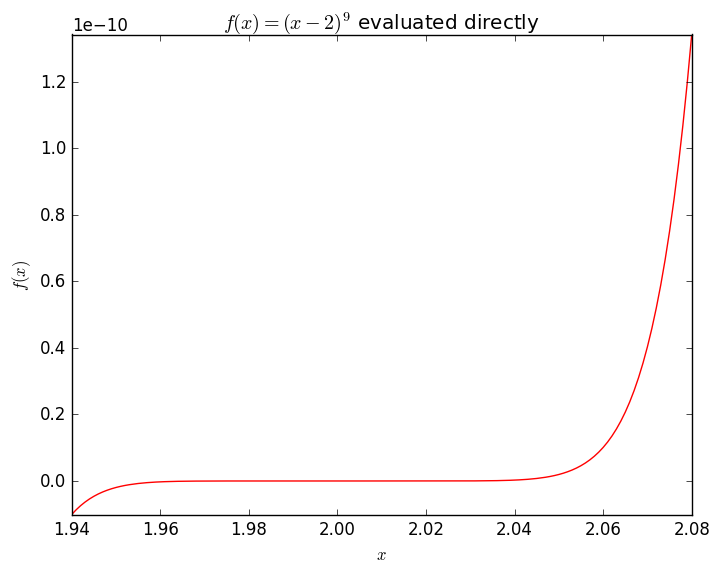 f(x) = (x − 2)⁹ evaluated directly
1e−10
1.2
1.0
0.8
0.6
0.4
0.2
0.0
f(x)
1.94 1.96 1.98 2.00 2.02 2.04 2.06 2.08
x